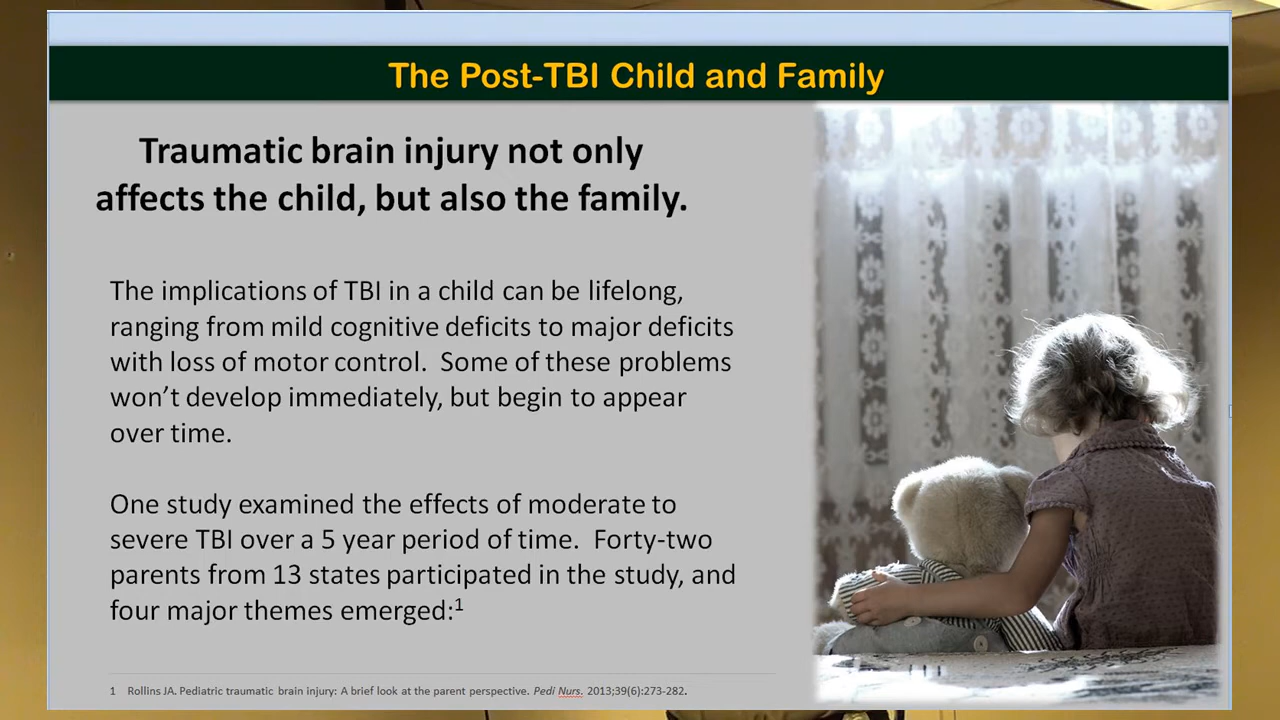 The Post-TBI Child and Family
Traumatic brain injury not only
affects the child, but also the family.
The implications of TBI in a child can be lifelong,
ranging from mild cognitive deficits to major deficits
with loss of motor control.  Some of these problems
won’t develop immediately, but begin to appear
over time.
One study examined the effects of moderate to
severe TBI over a 5 year period of time.  Forty-two
parents from 13 states participated in the study, and
four major themes emerged:¹
1 Rollins JA. Pediatric traumatic brain injury: A brief look at the parent perspective. Pedi Nurs. 2013;39(6):273-282.